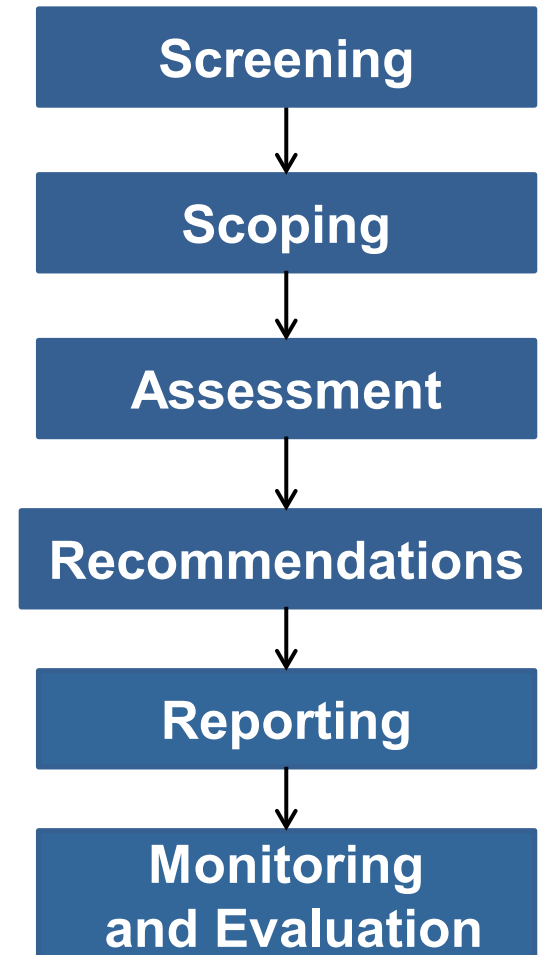 Screening
Scoping
Assessment
Recommendations
Reporting
Monitoring
and Evaluation